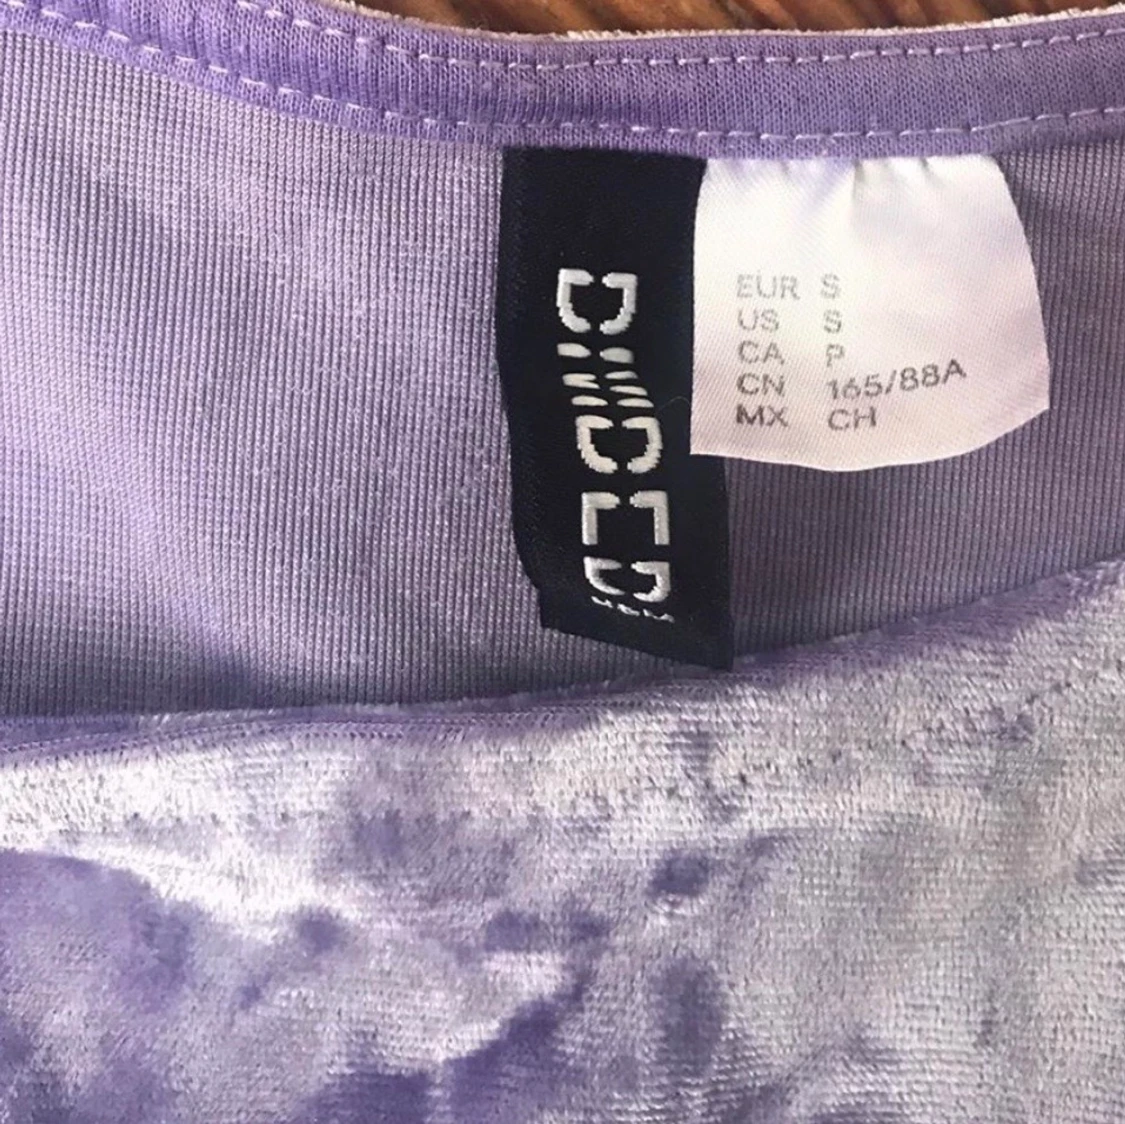 DIVIDED
H&M
EUR S
US S
CA P
CN 165/88A
MX CH